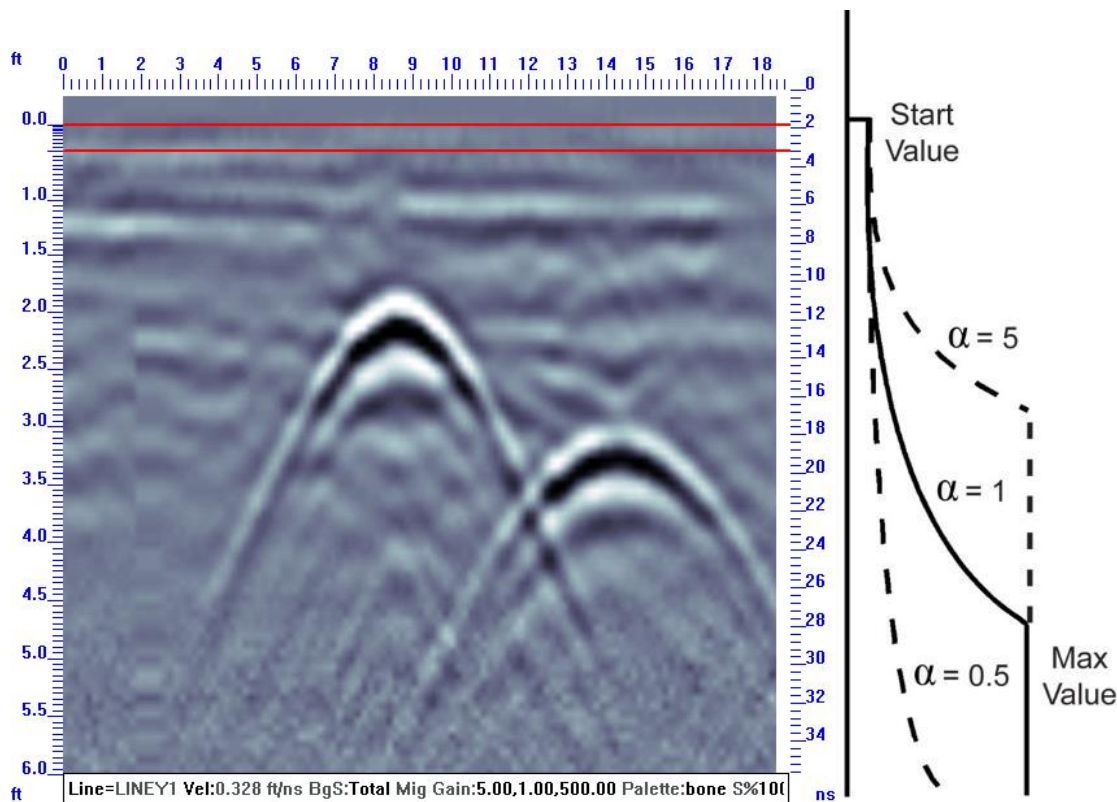 ft
0 1 2 3 4 5 6 7 8 9 10 11 12 13 14 15 16 17 18
0
0.0
2
4
1.0
6
1.5
8
10
2.0
12
2.5
14
16
3.0
18
3.5
20
22
4.0
24
4.5
26
28
5.0
30
5.5
32
34
6.0
ft
ns
Line=LINEY1 Vel:0.328 ft/ns BgS:Total Mig Gain:5.00,1.00,500.00 Palette:bone S%10
Start
Value
α = 5
α = 1
α = 0.5
Max
Value